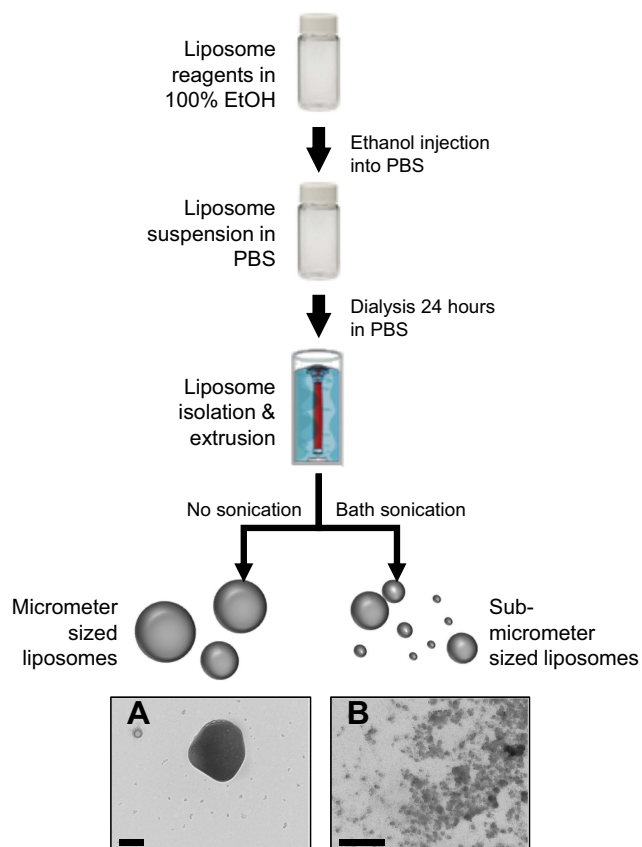 Liposome
reagents in
100% EtOH
Ethanol injection
into PBS
Liposome
suspension in
PBS
Dialysis 24 hours
in PBS
Liposome
isolation &
extrusion
No sonication
Bath sonication
Micrometer
sized
liposomes
Sub-
micrometer
sized liposomes
A
B